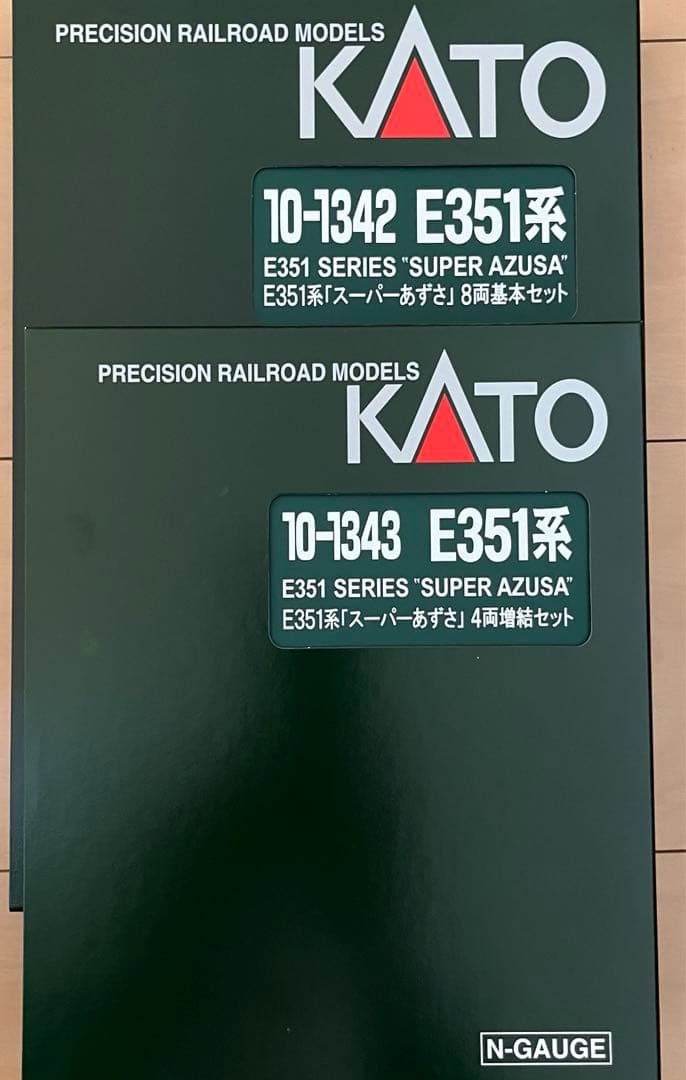 PRECISION RAILROAD MODELS
KATO
10-1342 E351系
E351 SERIES "SUPER AZUSA"
E351系「スーパーあずさ」 8両基本セット
PRECISION RAILROAD MODELS
KATO
10-1343 E351系
E351 SERIES "SUPER AZUSA"
E351系「スーパーあずさ」 4両増結セット
N-GAUGE